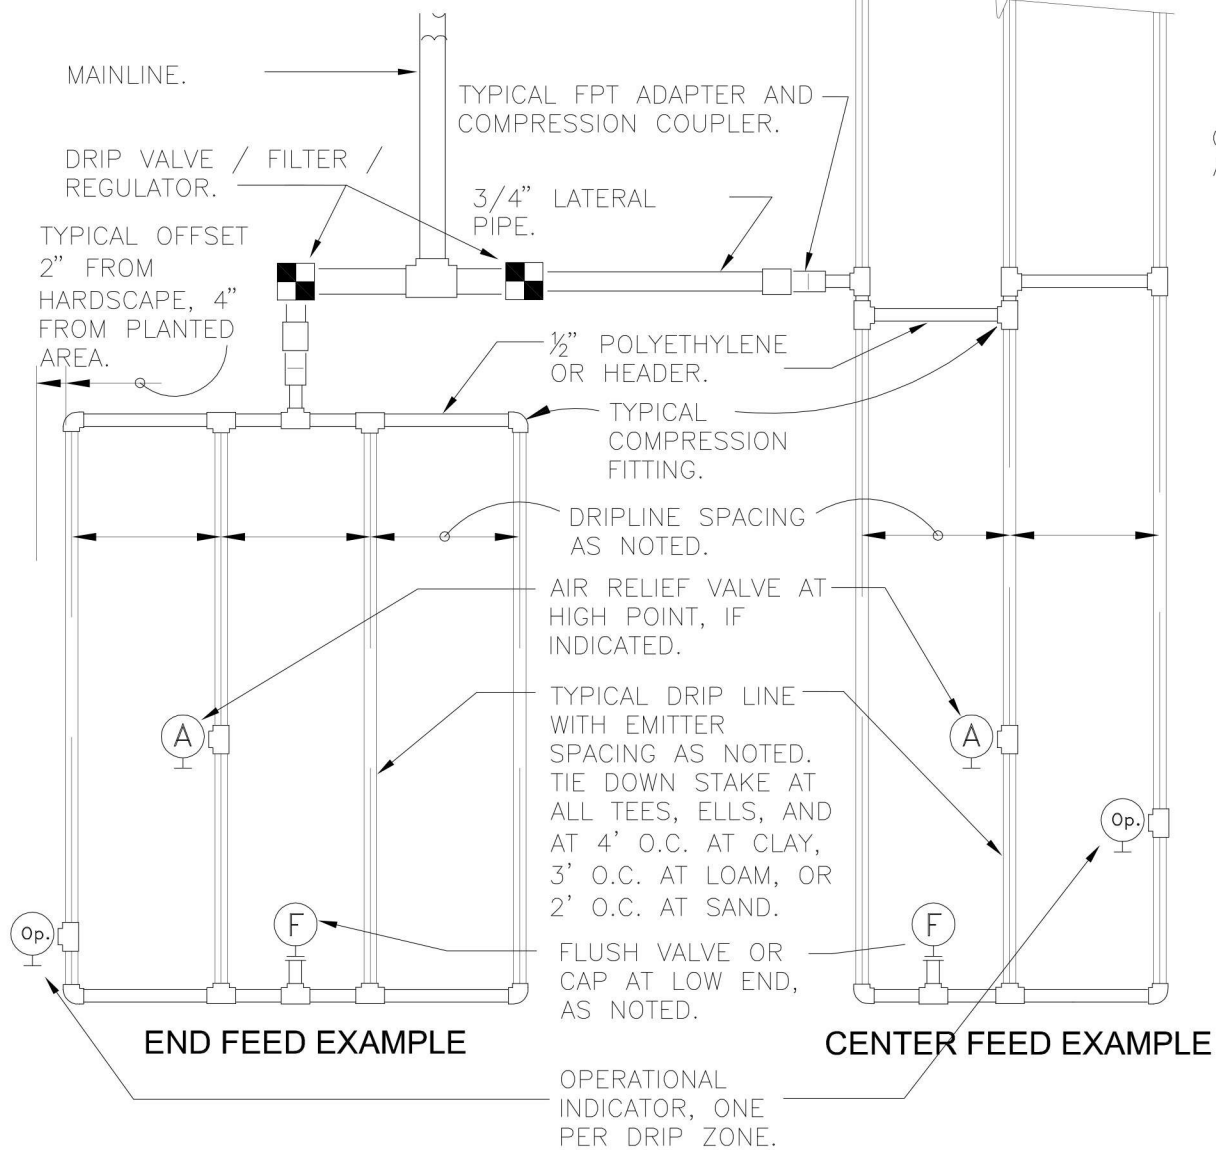 MAINLINE.
TYPICAL FPT ADAPTER AND
COMPRESSION COUPLER.
DRIP VALVE / FILTER /
REGULATOR.
3/4" LATERAL
PIPE.
TYPICAL OFFSET
2" FROM
HARDSCAPE, 4"
FROM PLANTED
AREA.
½" POLYETHYLENE
OR HEADER.
TYPICAL
COMPRESSION
FITTING.
DRIPLINE SPACING
AS NOTED.
AIR RELIEF VALVE AT
HIGH POINT, IF
INDICATED.
A
A
TYPICAL DRIP LINE
WITH EMITTER
SPACING AS NOTED.
TIE DOWN STAKE AT
ALL TEES, ELLS, AND
AT 4' O.C. AT CLAY,
3' O.C. AT LOAM, OR
2' O.C. AT SAND.
Op.
Op.
F
F
FLUSH VALVE OR
CAP AT LOW END,
AS NOTED.
END FEED EXAMPLE
CENTER FEED EXAMPLE
OPERATIONAL
INDICATOR, ONE
PER DRIP ZONE.